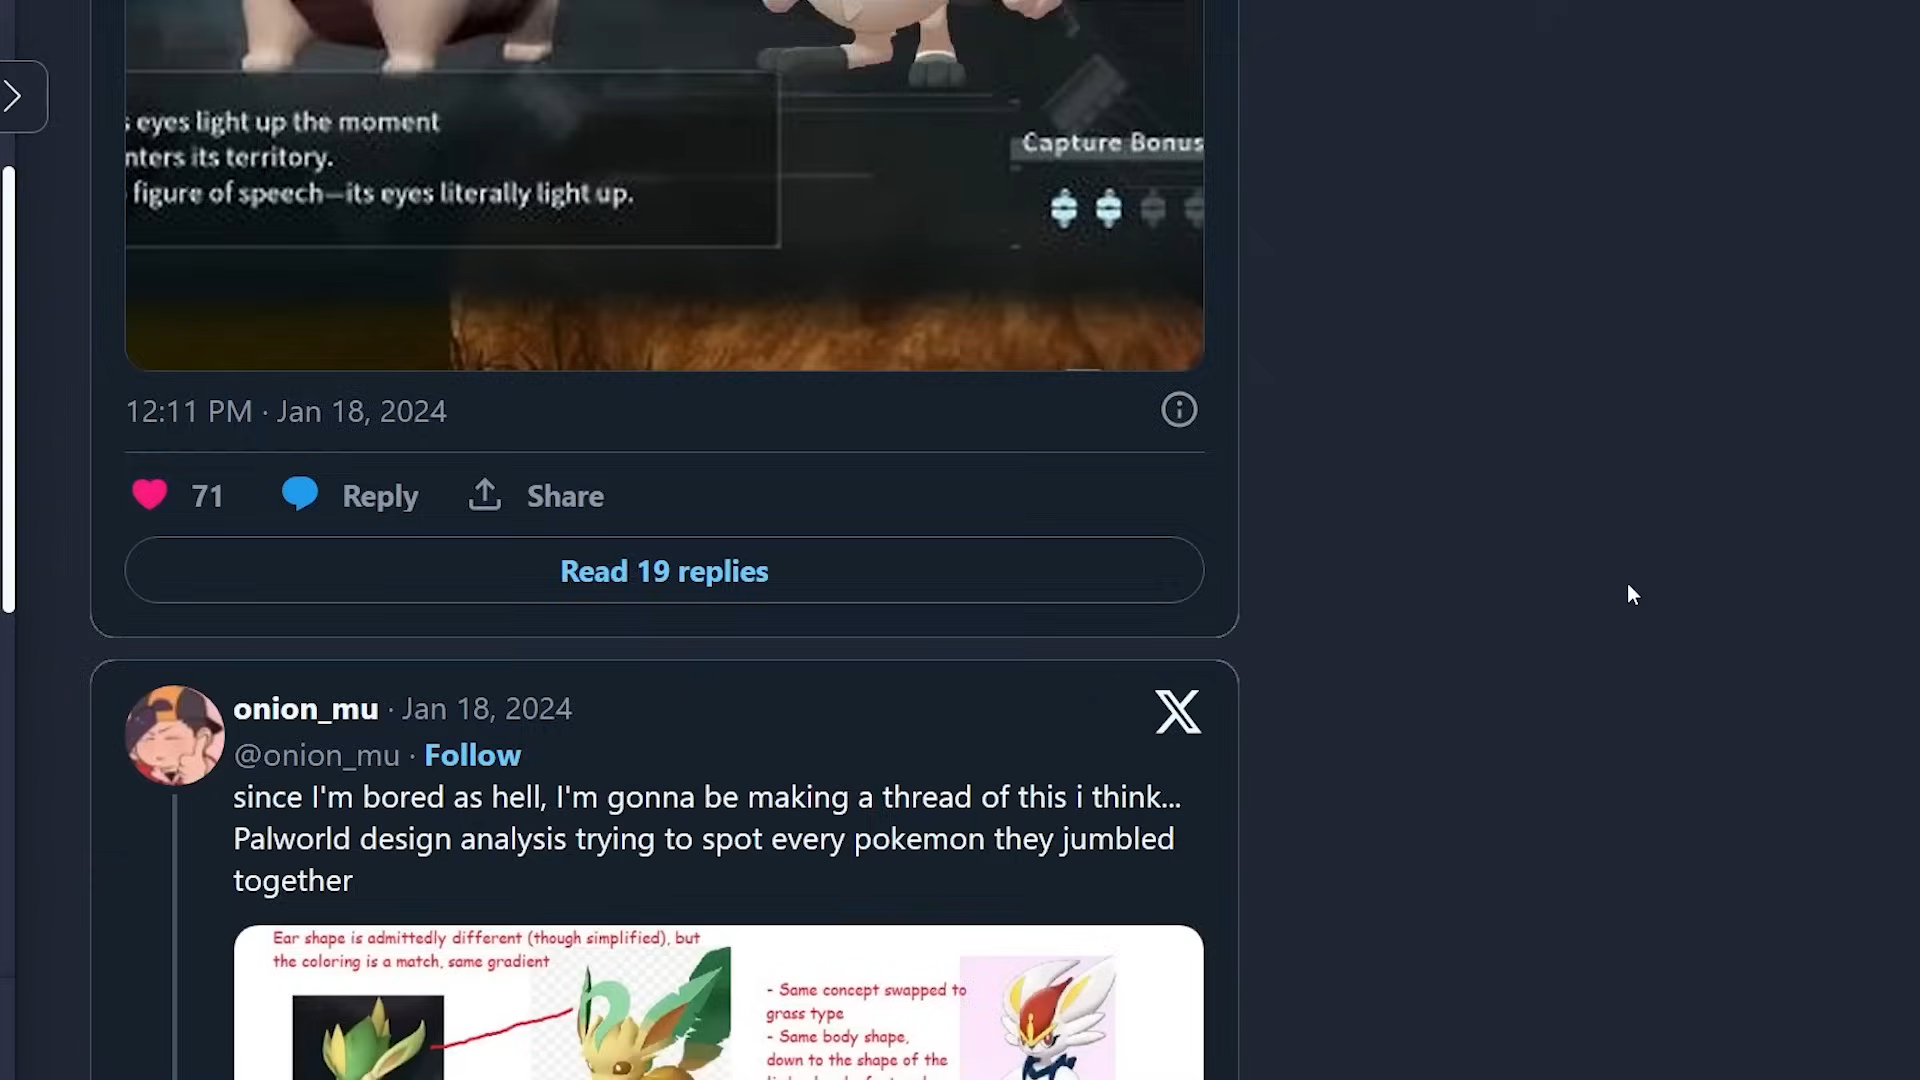 s eyes light up the moment
nters its territory.
figure of speech—its eyes literally light up.
Capture Bonus
12:11 PM · Jan 18, 2024
71 Reply Share
Read 19 replies
onion_mu · Jan 18, 2024
@onion_mu · Follow
since I'm bored as hell, I'm gonna be making a thread of this i think...
Palworld design analysis trying to spot every pokemon they jumbled
together
Ear shape is admittedly different (though simplified), but
the coloring is a match, same gradient
- Same concept swapped to
grass type
- Same body shape,
down to the shape of the